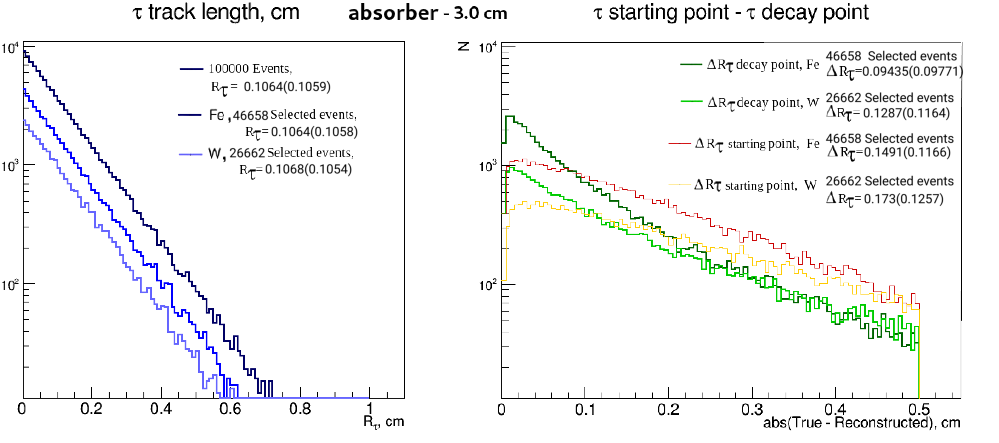 τ track length, cm
absorber - 3.0 cm
τ starting point - τ decay point
10⁴
10³
10²
100000 Events,
Rτ = 0.1064(0.1059)
Fe ,46658 Selected events,
Rτ= 0.1064(0.1058)
W, 26662 Selected events,
Rτ= 0.1068(0.1054)
0 0.2 0.4 0.6 0.8 1
Rτ, cm
N
10⁴
10³
10²
ΔRτ decay point, Fe 46658 Selected events
ΔRτ=0.09435(0.09771)
ΔRτ decay point, W 26662 Selected events
ΔRτ= 0.1287(0.1164)
ΔRτ starting point, Fe 46658 Selected events
ΔRτ=0.1491(0.1166)
ΔRτ starting point, W 26662 Selected events
ΔRτ= 0.173(0.1257)
0 0.1 0.2 0.3 0.4 0.5
abs(True - Reconstructed), cm